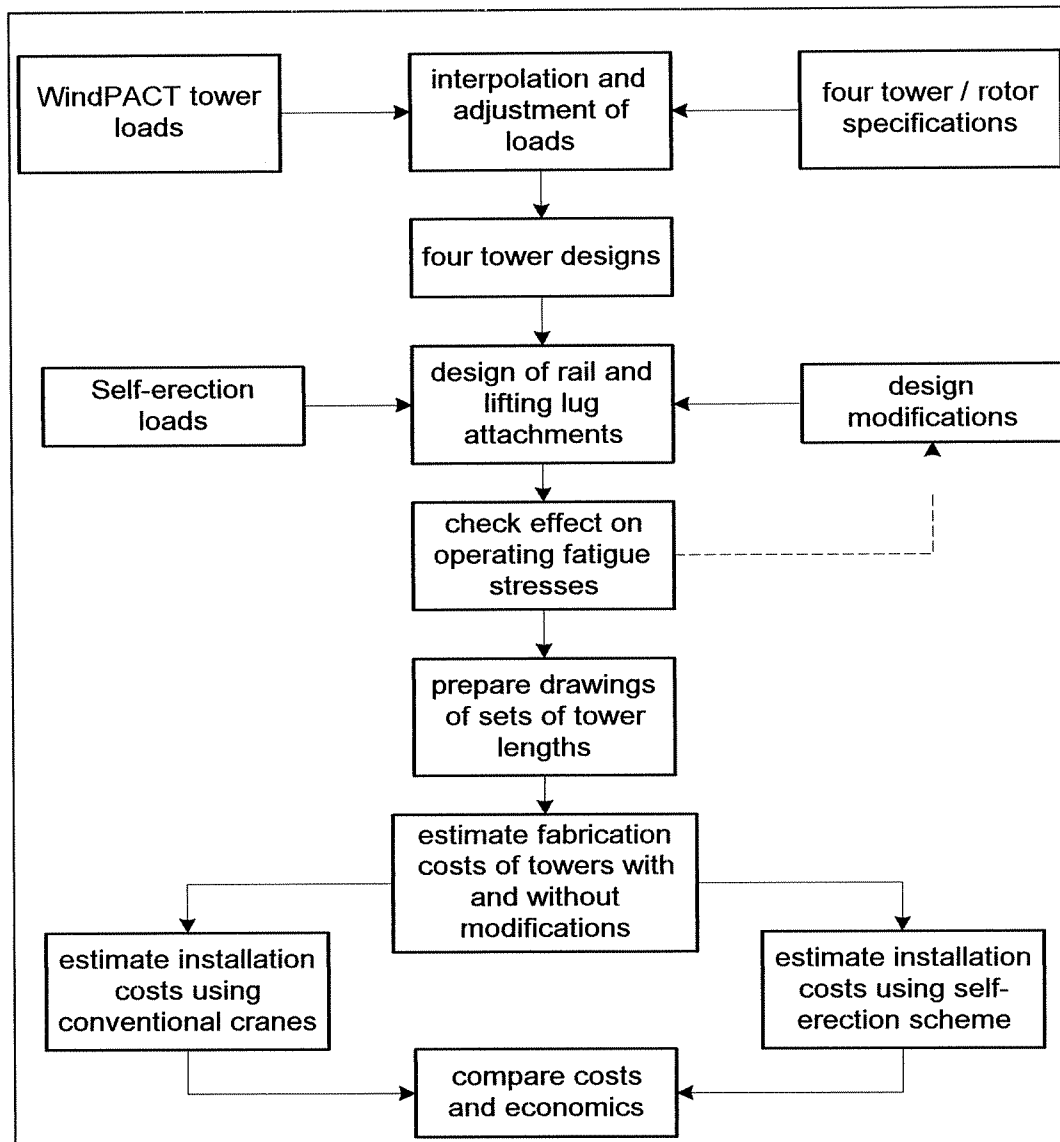 WindPACT tower
loads
interpolation and
adjustment of
loads
four tower / rotor
specifications
four tower designs
Self-erection
loads
design of rail and
lifting lug
attachments
design
modifications
check effect on
operating fatigue
stresses
prepare drawings
of sets of tower
lengths
estimate fabrication
costs of towers with
and without
modifications
estimate installation
costs using
conventional cranes
estimate installation
costs using self-
erection scheme
compare costs
and economics